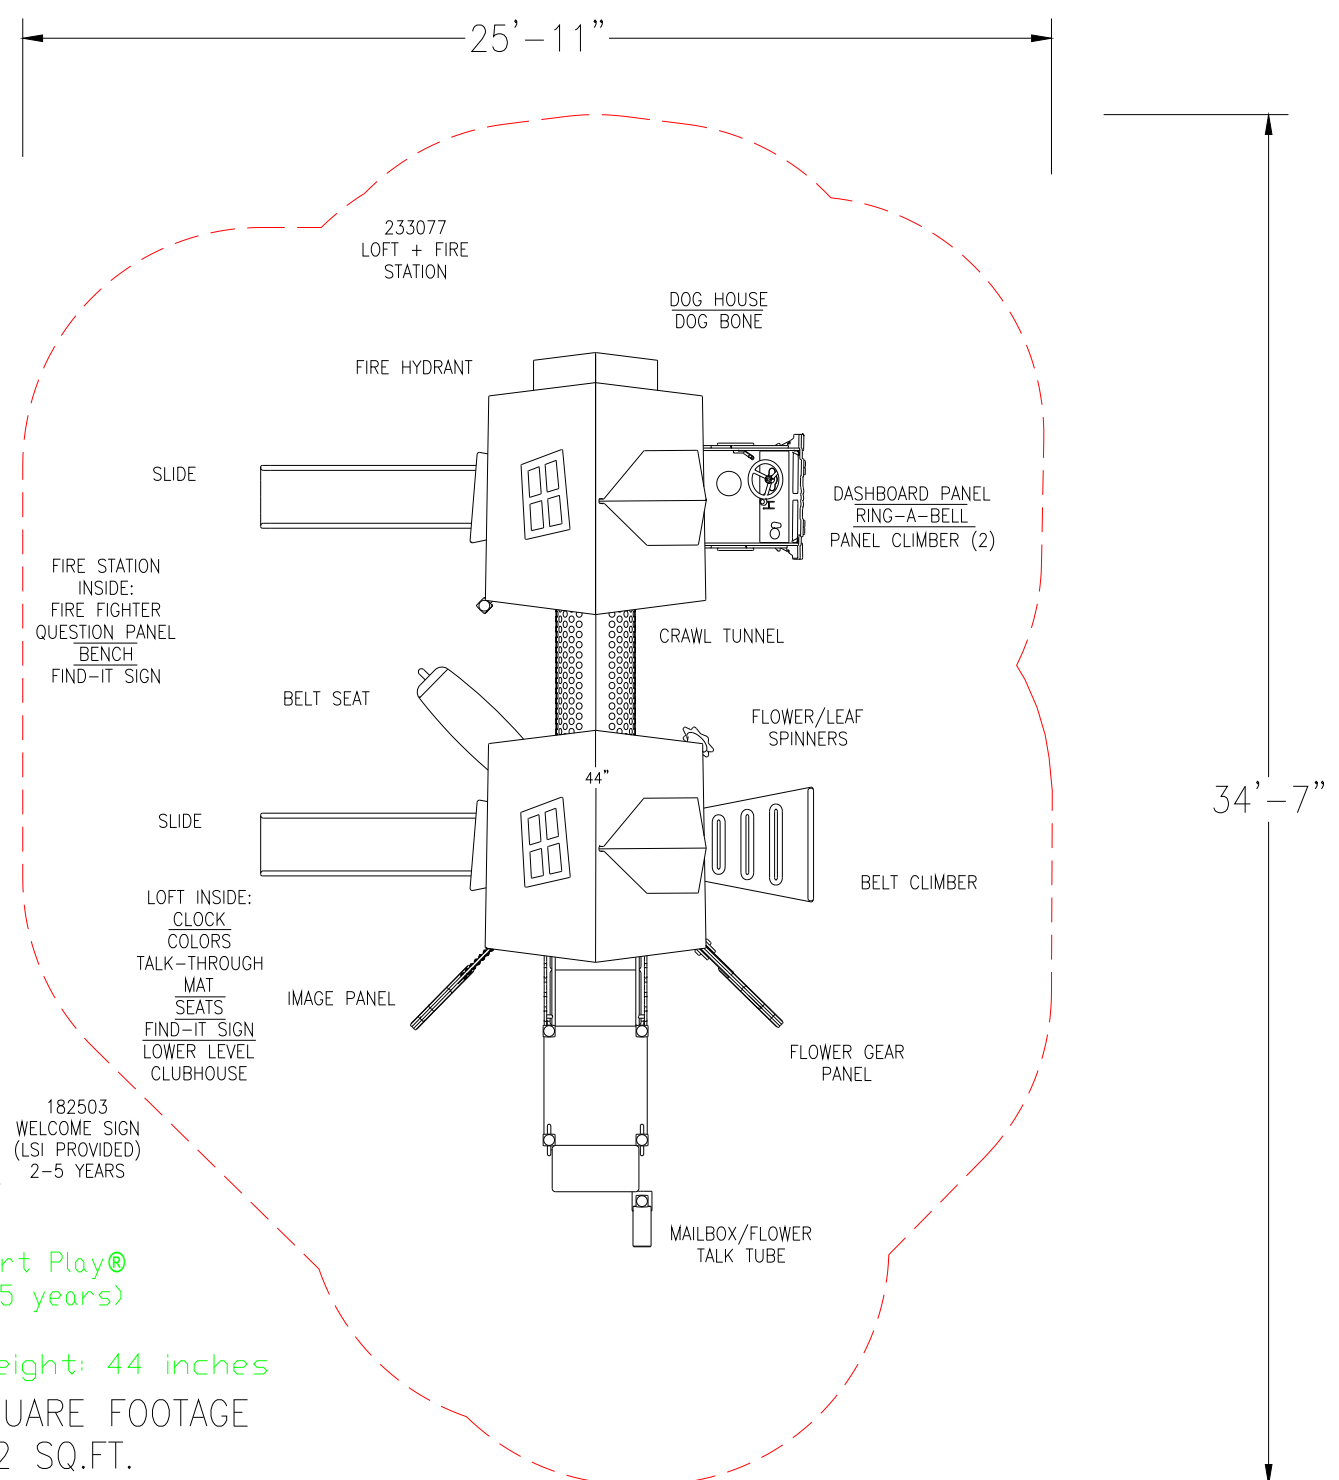 25'-11"
233077
LOFT + FIRE
STATION
DOG HOUSE
DOG BONE
FIRE HYDRANT
SLIDE
DASHBOARD PANEL
RING-A-BELL
PANEL CLIMBER (2)
FIRE STATION
INSIDE:
FIRE FIGHTER
QUESTION PANEL
BENCH
FIND-IT SIGN
CRAWL TUNNEL
BELT SEAT
FLOWER/LEAF
SPINNERS
44"
34'-7"
SLIDE
BELT CLIMBER
LOFT INSIDE:
CLOCK
COLORS
TALK-THROUGH
MAT
SEATS
FIND-IT SIGN
LOWER LEVEL
CLUBHOUSE
IMAGE PANEL
FLOWER GEAR
PANEL
182503
WELCOME SIGN
(LSI PROVIDED)
2-5 YEARS
MAILBOX/FLOWER
TALK TUBE
rt Play®
5 years)
eight: 44 inches
UARE FOOTAGE
2 SQ.FT.